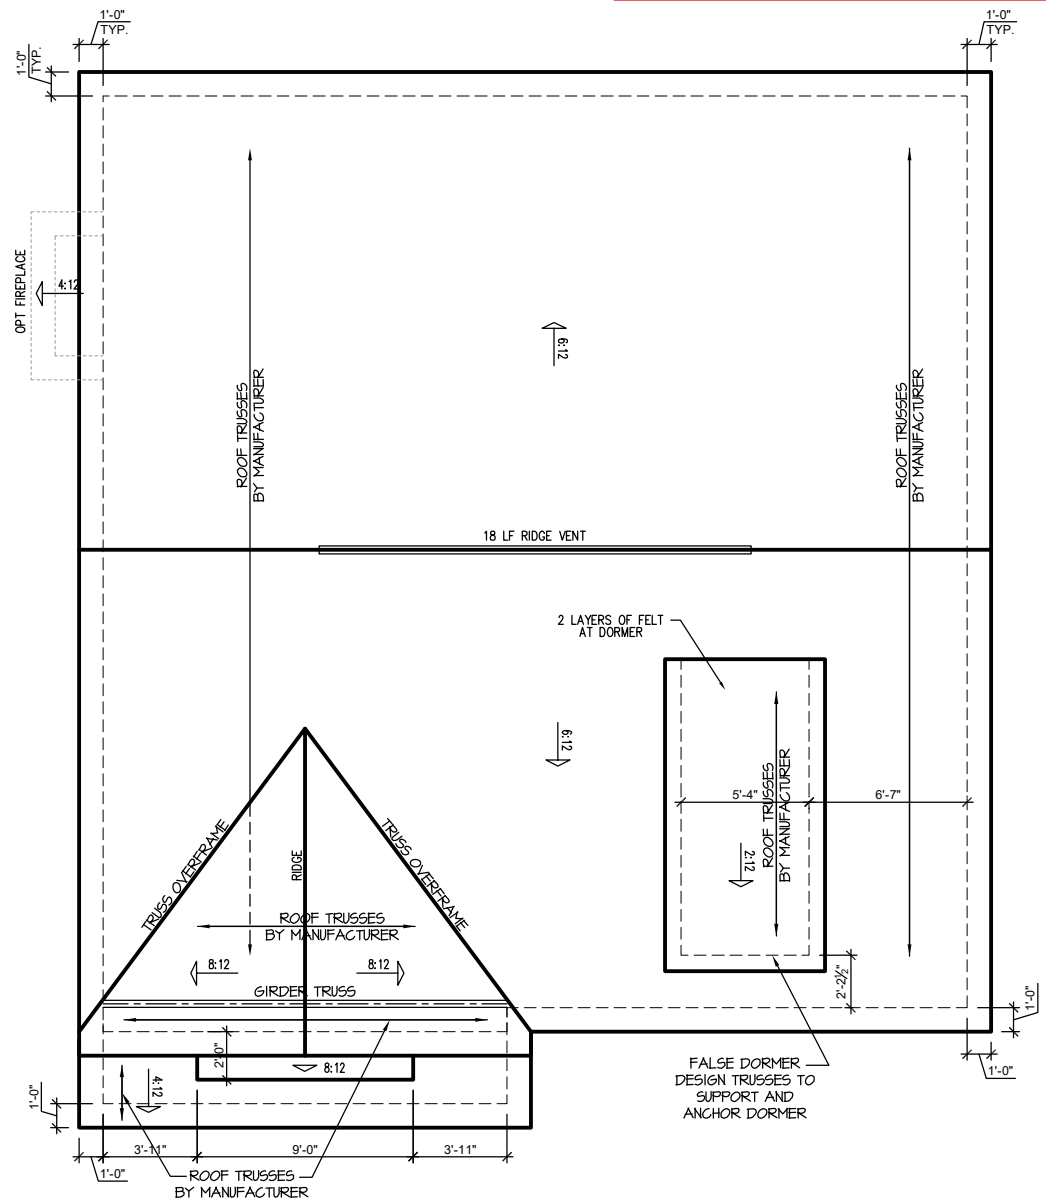 1'-0"
TYP.
1'-0"
TYP.
1'-0"
TYP.
OPT FIREPLACE
4:12
6:12
ROOF TRUSSES
BY MANUFACTURER
ROOF TRUSSES
BY MANUFACTURER
18 LF RIDGE VENT
2 LAYERS OF FELT
AT DORMER
6:12
ROOF TRUSSES
BY MANUFACTURER
5'-4"
6'-7"
2:12
TRUSS OVERFRAME
RIDGE
TRUSS OVERFRAME
ROOF TRUSSES
BY MANUFACTURER
8:12
8:12
GIRDER TRUSS
2'-2½"
1'-0"
2'-0"
8:12
4:12
1'-0"
FALSE DORMER
DESIGN TRUSSES TO
SUPPORT AND
ANCHOR DORMER
1'-0"
3'-11"
9'-0"
3'-11"
1'-0"
ROOF TRUSSES
BY MANUFACTURER